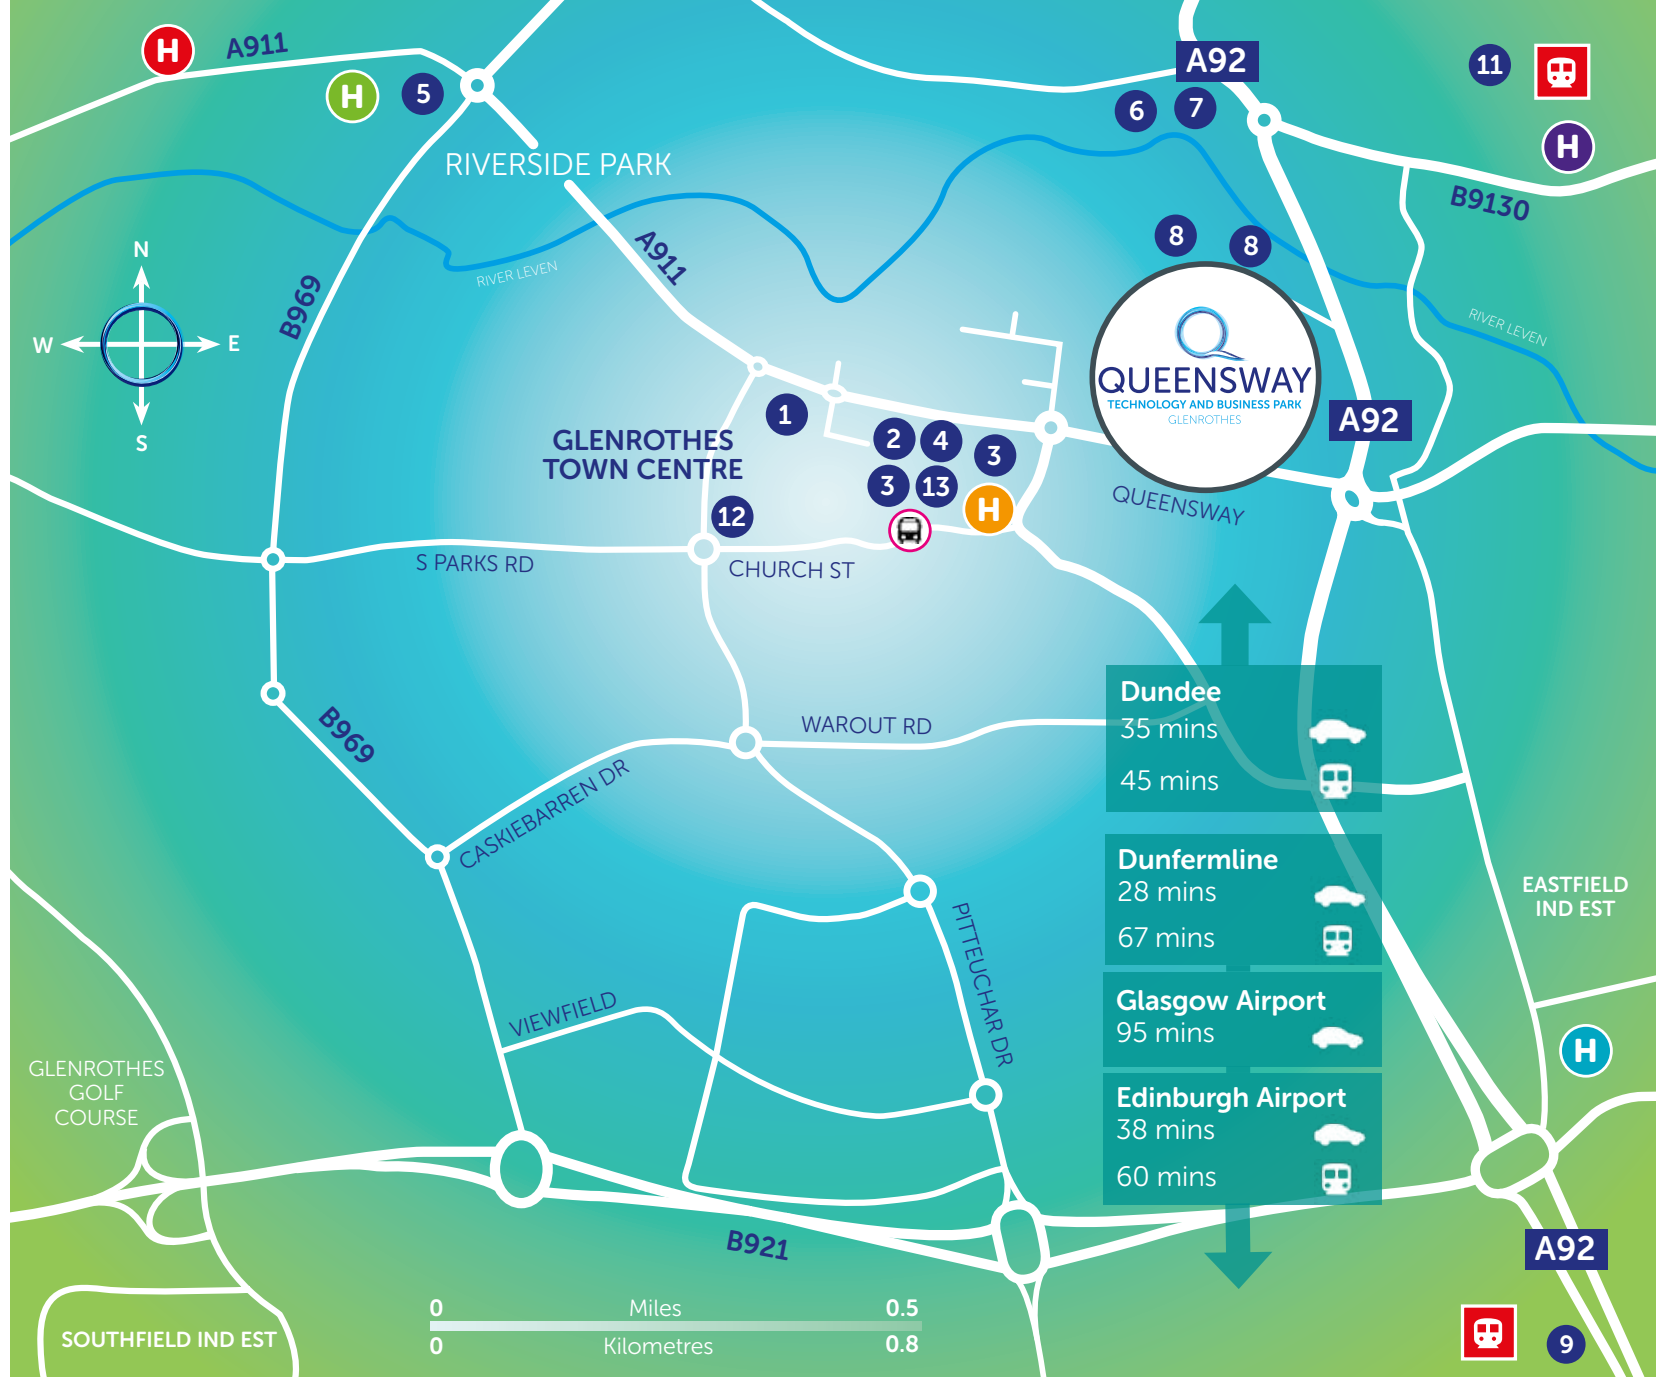 H
A911
H
5
RIVERSIDE PARK
A92
6
7
11
H
B9130
N
W
E
S
B969
RIVER LEVEN
A911
8
8
RIVER LEVEN
QUEENSWAY
TECHNOLOGY AND BUSINESS PARK
GLENROTHES
A92
GLENROTHES
TOWN CENTRE
1
2
4
3
3
13
H
12
QUEENSWAY
S PARKS RD
CHURCH ST
B969
WAROUT RD
CASKIEBARREN DR
Dundee
35 mins
45 mins
Dunfermline
28 mins
67 mins
Glasgow Airport
95 mins
Edinburgh Airport
38 mins
60 mins
EASTFIELD
IND EST
PITTEUCHAR DR
VIEWFIELD
H
GLENROTHES
GOLF
COURSE
B921
A92
0
Miles
0.5
0
Kilometres
0.8
SOUTHFIELD IND EST
9